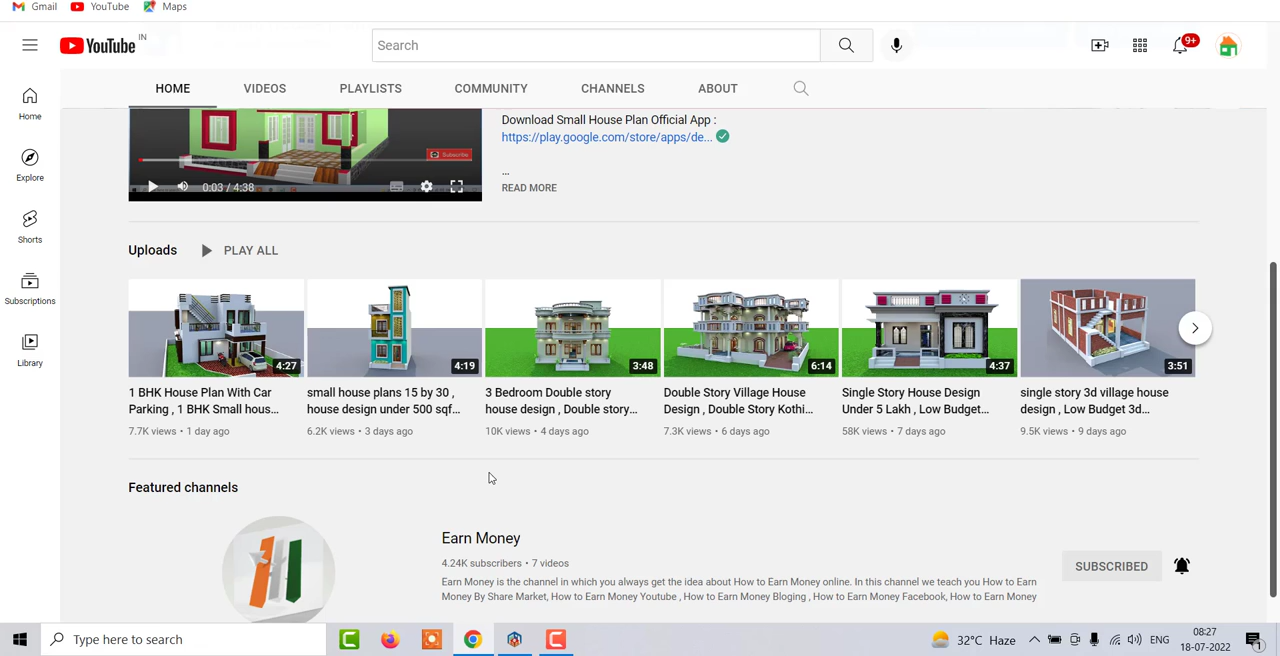 Gmail YouTube Maps
YouTube IN
Search
9+
HOME VIDEOS PLAYLISTS COMMUNITY CHANNELS ABOUT
Home
Explore
Shorts
Subscriptions
Library
Subscribe
0:03 / 4:38
Download Small House Plan Official App :
https://play.google.com/store/apps/de...
...
READ MORE
Uploads PLAY ALL
4:27 4:19 3:48 6:14 4:37 3:51
1 BHK House Plan With Car
Parking , 1 BHK Small hous...
7.7K views • 1 day ago
small house plans 15 by 30 ,
house design under 500 sqf...
6.2K views • 3 days ago
3 Bedroom Double story
house design , Double story...
10K views • 4 days ago
Double Story Village House
Design , Double Story Kothi...
7.3K views • 6 days ago
Single Story House Design
Under 5 Lakh , Low Budget...
58K views • 7 days ago
single story 3d village house
design , Low Budget 3d...
9.5K views • 9 days ago
Featured channels
Earn Money
4.24K subscribers • 7 videos
Earn Money is the channel in which you always get the idea about How to Earn Money online. In this channel we teach you How to Earn
Money By Share Market, How to Earn Money Youtube , How to Earn Money Bloging , How to Earn Money Facebook, How to Earn Money
SUBSCRIBED
Type here to search
32°C Haze
ENG
08:27
18-07-2022
1